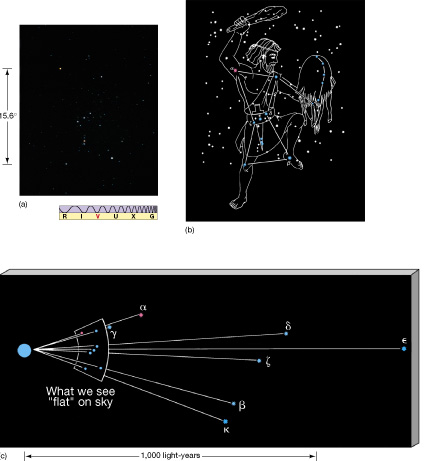 15.6°
(a)
R I V U X G
(b)
α
γ
δ
ε
ζ
β
κ
What we see
"flat" on sky
1,000 light-years
(c)